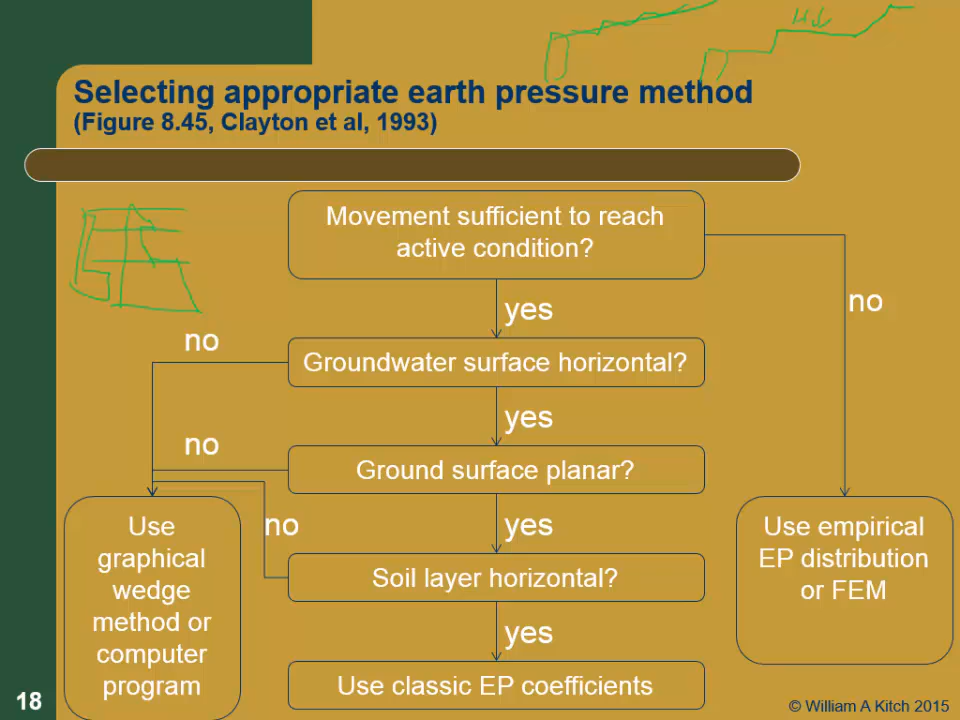 Selecting appropriate earth pressure method
(Figure 8.45, Clayton et al, 1993)
Movement sufficient to reach
active condition?
yes
no
no
Groundwater surface horizontal?
yes
no
Ground surface planar?
Use
graphical
wedge
method or
computer
program
no
yes
Use empirical
EP distribution
or FEM
Soil layer horizontal?
yes
Use classic EP coefficients
18
© William A Kitch 2015